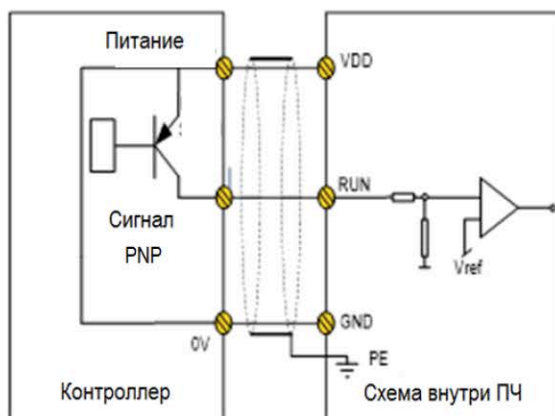 Питание
VDD
RUN
Сигнал
PNP
Vref
GND
0V
PE
Контроллер
Схема внутри ПЧ